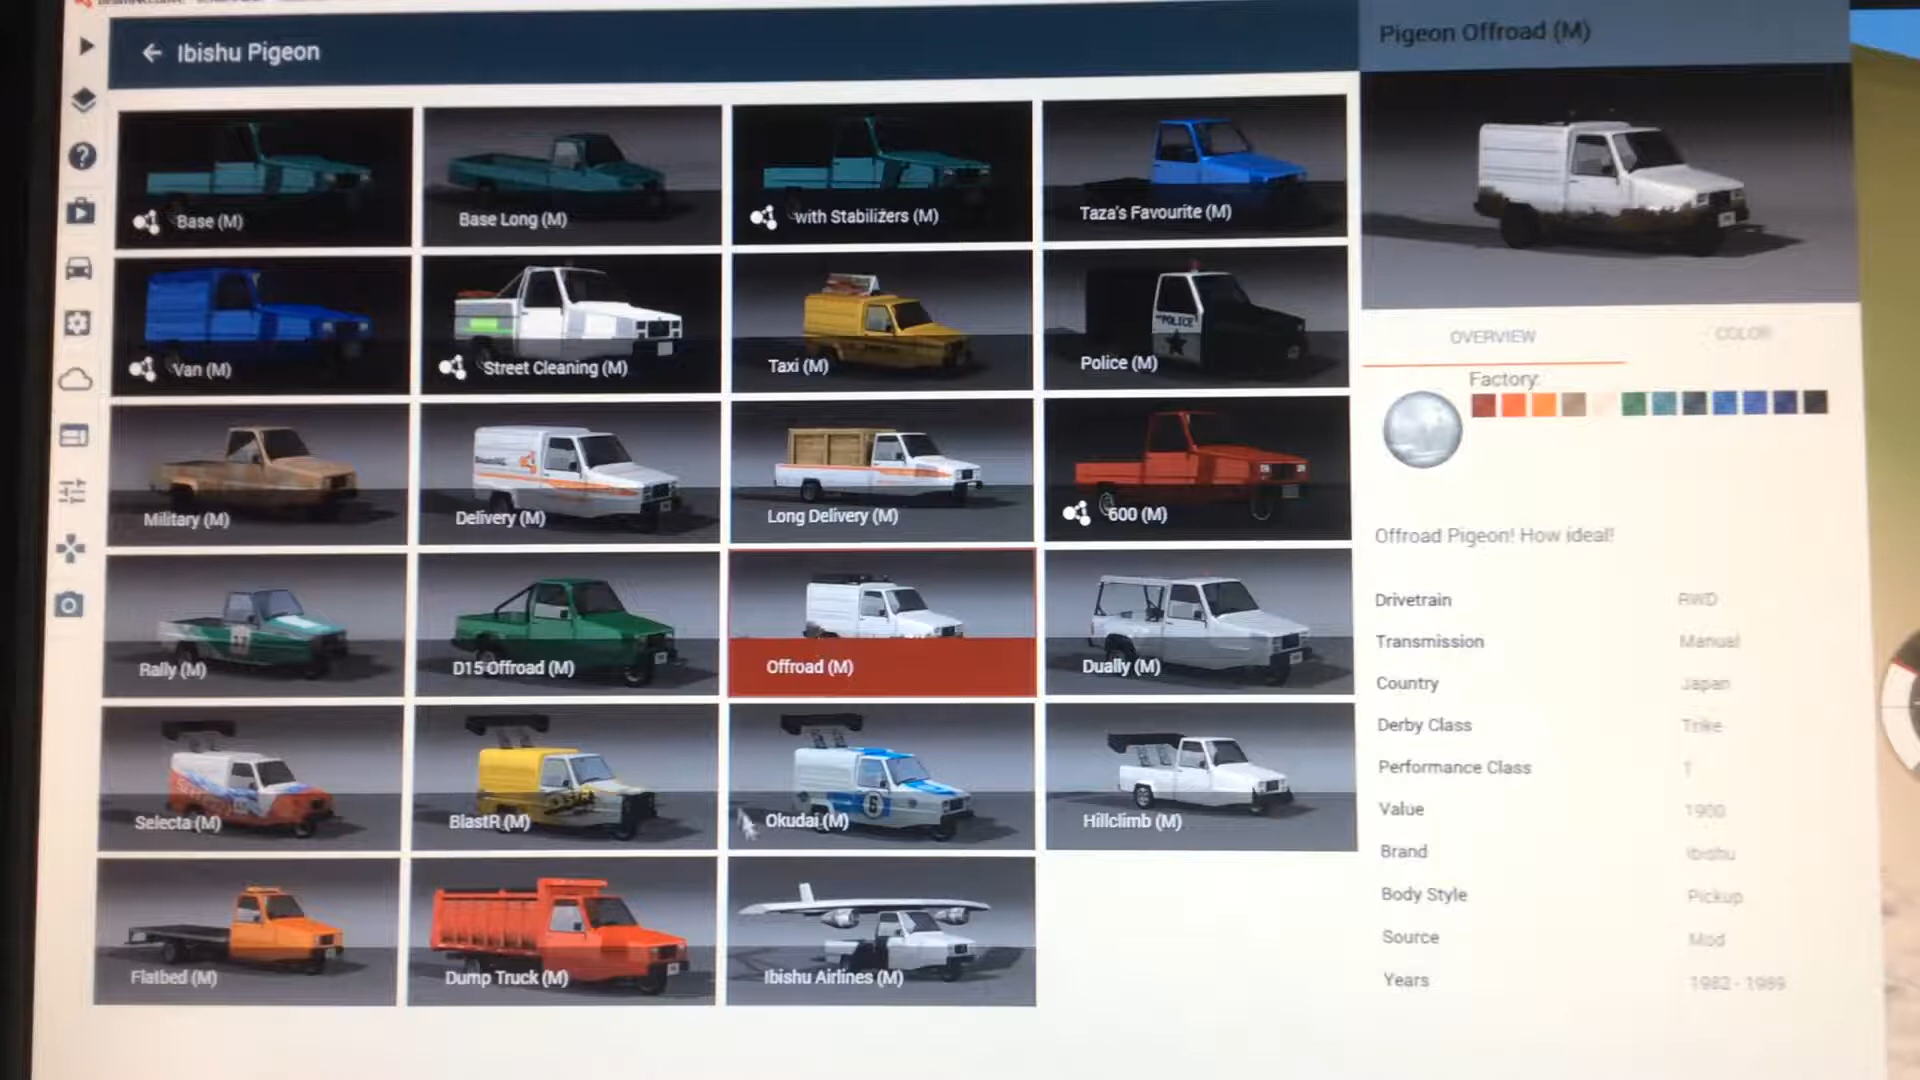 Ibishu Pigeon
Pigeon Offroad (M)
Base (M)
Base Long (M)
with Stabilizers (M)
Taza's Favourite (M)
Van (M)
Street Cleaning (M)
Taxi (M)
POLICE
Police (M)
OVERVIEW
COLOR
Factory:
Military (M)
Delivery (M)
Long Delivery (M)
600 (M)
Offroad Pigeon! How ideal!
Rally (M)
D15 Offroad (M)
Offroad (M)
Dually (M)
Drivetrain RWD
Transmission Manual
Country Japan
Derby Class Trike
Performance Class 1
Value 1900
Brand Ibishu
Body Style Pickup
Source Mod
Years 1982 - 1989
Selecta (M)
BlastR (M)
6
Okudai (M)
Hillclimb (M)
Flatbed (M)
Dump Truck (M)
Ibishu Airlines (M)